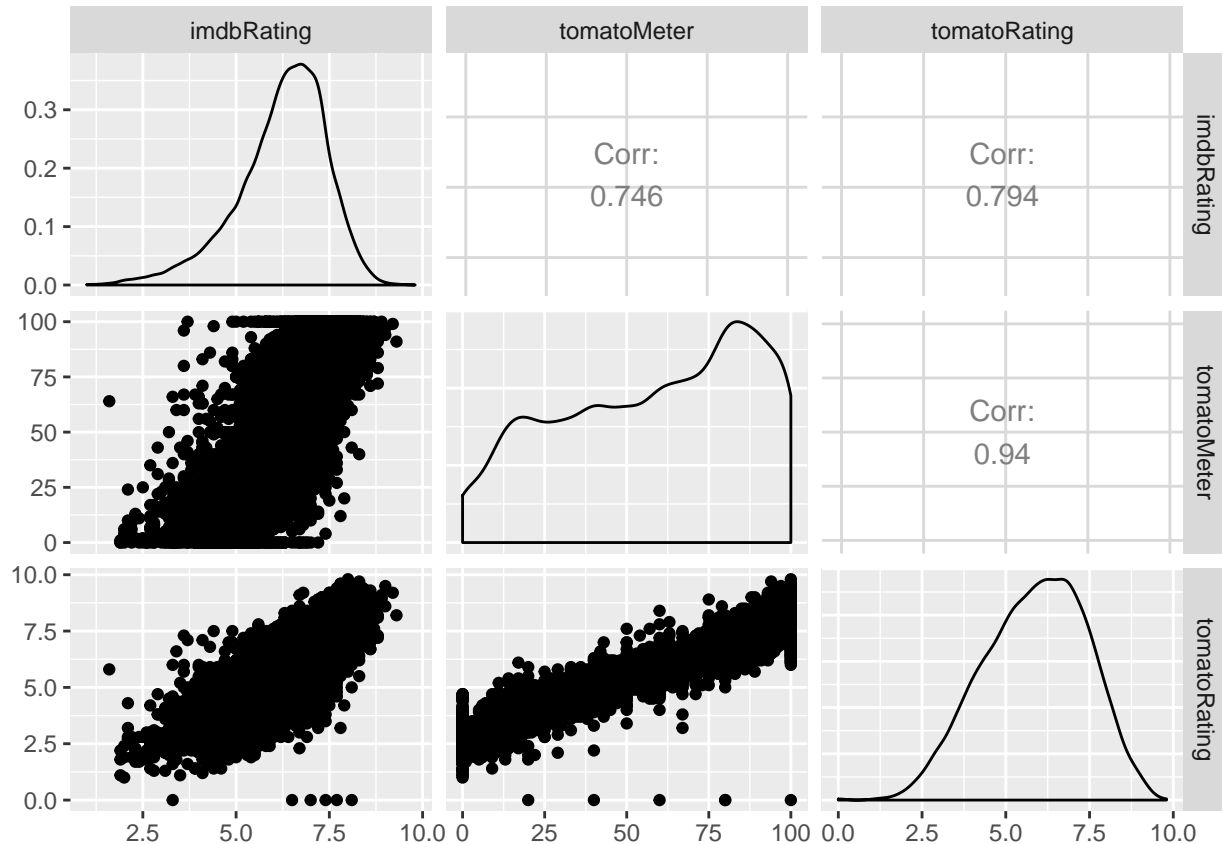 imdbRating
tomatoMeter
tomatoRating
0.3
0.2
0.1
0.0
Corr:
0.746
Corr:
0.794
imdbRating
100
75
50
25
0
Corr:
0.94
tomatoMeter
10.0
7.5
5.0
2.5
0.0
tomatoRating
2.5 5.0 7.5 10.0
0 25 50 75 100
0.0 2.5 5.0 7.5 10.0